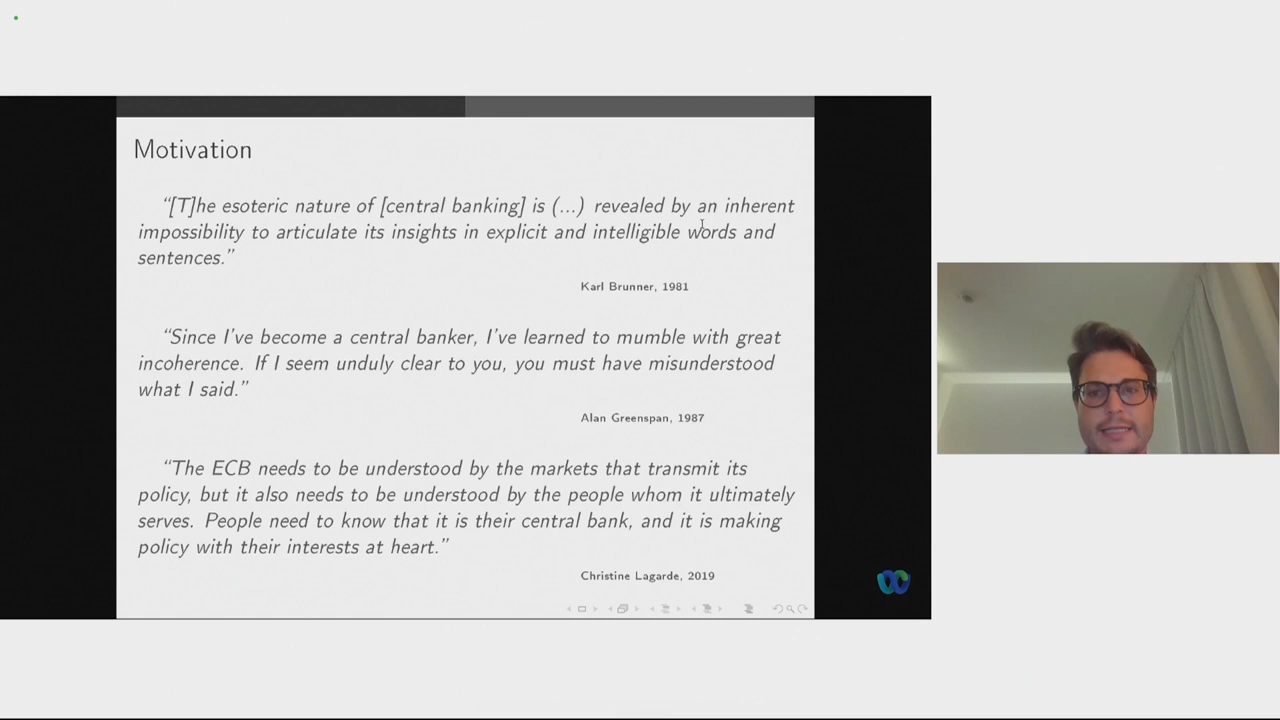 Motivation
“[T]he esoteric nature of [central banking] is (...) revealed by an inherent
impossibility to articulate its insights in explicit and intelligible words and
sentences.”
Karl Brunner, 1981
“Since I’ve become a central banker, I’ve learned to mumble with great
incoherence. If I seem unduly clear to you, you must have misunderstood
what I said.”
Alan Greenspan, 1987
“The ECB needs to be understood by the markets that transmit its
policy, but it also needs to be understood by the people whom it ultimately
serves. People need to know that it is their central bank, and it is making
policy with their interests at heart.”
Christine Lagarde, 2019